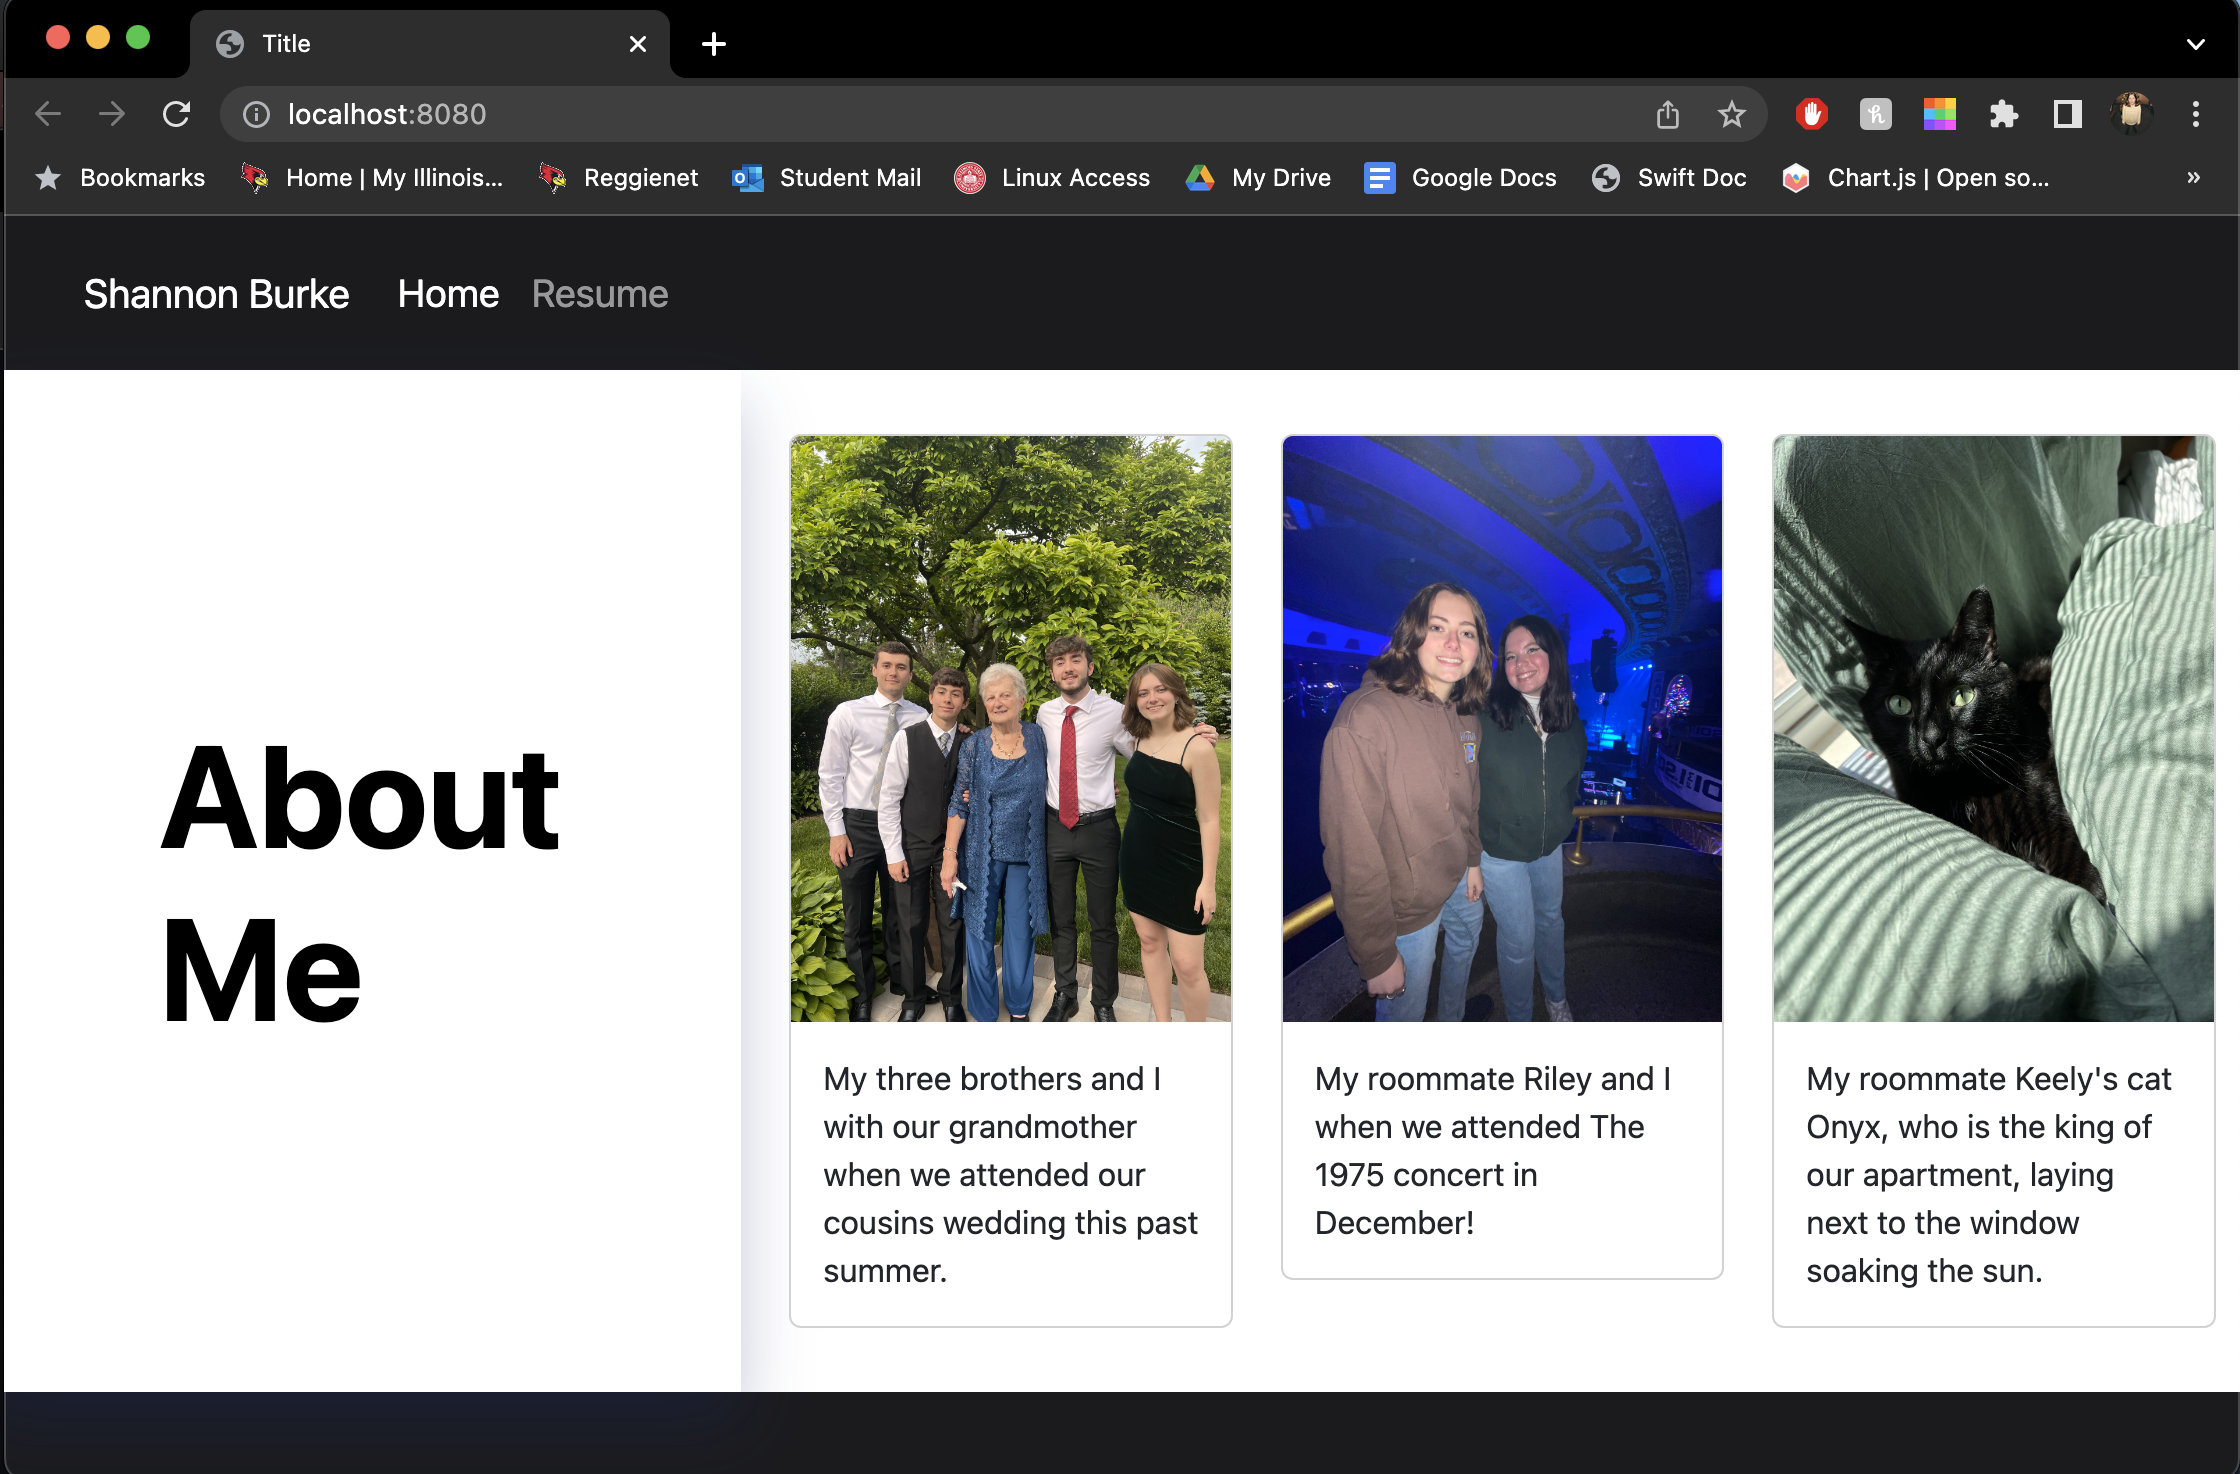 Title
localhost:8080
Bookmarks
Home | My Illinois...
Reggienet
Student Mail
Linux Access
My Drive
Google Docs
Swift Doc
Chart.js | Open so...
»
Shannon Burke
Home
Resume
About
Me
My three brothers and I
with our grandmother
when we attended our
cousins wedding this past
summer.
My roommate Riley and I
when we attended The
1975 concert in
December!
My roommate Keely's cat
Onyx, who is the king of
our apartment, laying
next to the window
soaking the sun.